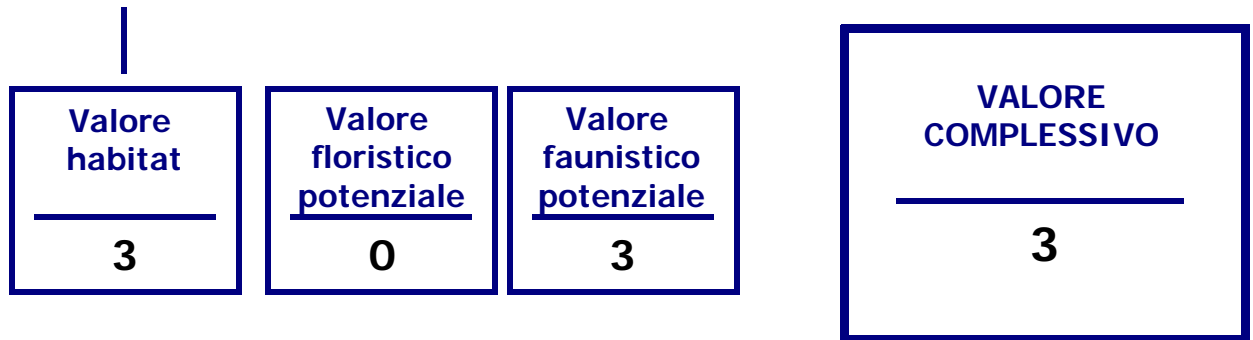 Valore
habitat
3
Valore
floristico
potenziale
0
Valore
faunistico
potenziale
3
VALORE
COMPLESSIVO
3